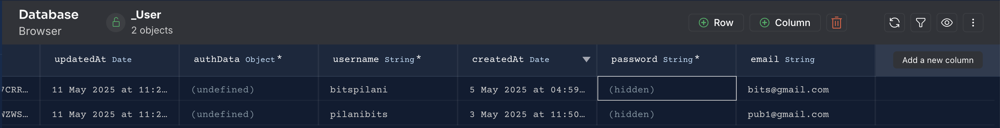 Database
Browser
_User
2 objects
Row
Column
updatedAt Date
authData Object*
username String*
createdAt Date
password String*
email String
Add a new column
7CRR… 11 May 2025 at 11:2… (undefined) bitspilani 5 May 2025 at 04:59… (hidden) bits@gmail.com
WZWS… 11 May 2025 at 11:2… (undefined) pilanibits 3 May 2025 at 11:50… (hidden) pub1@gmail.com